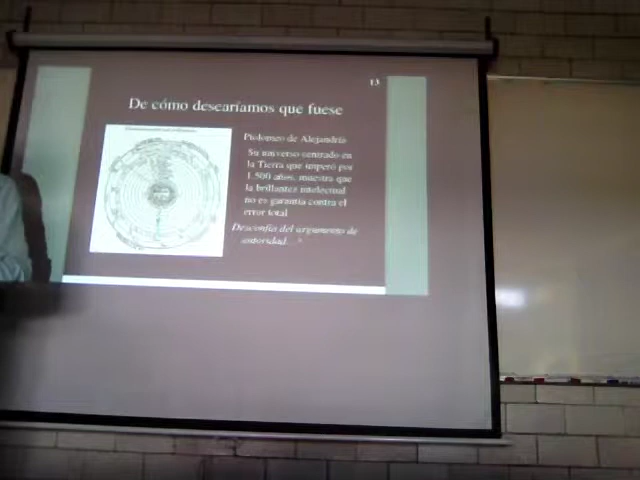 13
De cómo desearíamos que fuese
Ptolomeo de Alejandría
Su universo centrado en
la Tierra que imperó por
1,500 años, muestra que
la brillantes intelectual
no es garantía contra el
error total
Desconfía del argumento de
autoridad.